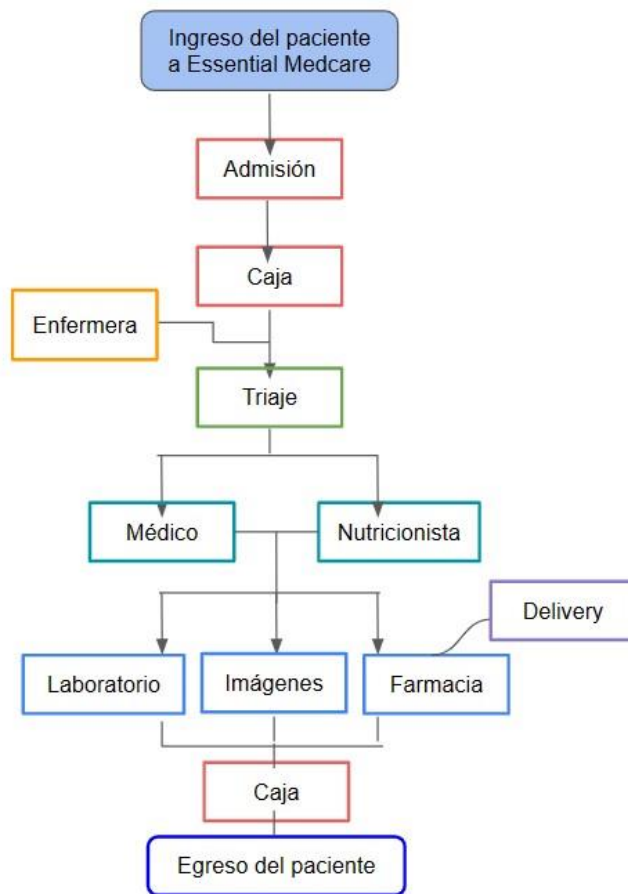 Ingreso del paciente
a Essential Medcare
Admisión
Caja
Enfermera
Triaje
Médico
Nutricionista
Delivery
Laboratorio
Imágenes
Farmacia
Caja
Egreso del paciente